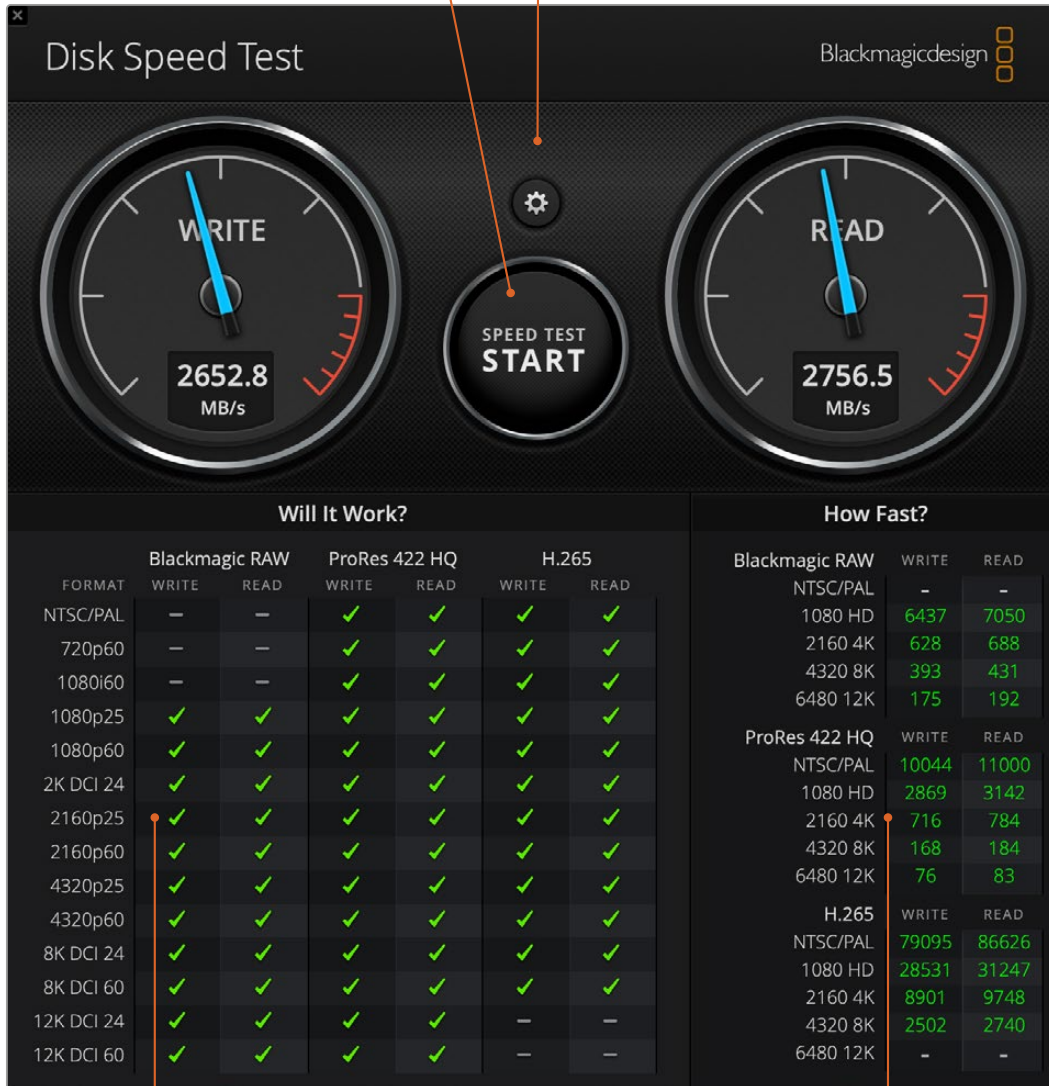 Disk Speed Test
Blackmagicdesign
WRITE
2652.8
MB/s
SPEED TEST
START
READ
2756.5
MB/s
Will It Work?
Blackmagic RAW ProRes 422 HQ H.265
FORMAT WRITE READ WRITE READ WRITE READ
NTSC/PAL – – ✓ ✓ ✓ ✓
720p60 – – ✓ ✓ ✓ ✓
1080i60 – – ✓ ✓ ✓ ✓
1080p25 ✓ ✓ ✓ ✓ ✓ ✓
1080p60 ✓ ✓ ✓ ✓ ✓ ✓
2K DCI 24 ✓ ✓ ✓ ✓ ✓ ✓
2160p25 ✓ ✓ ✓ ✓ ✓ ✓
2160p60 ✓ ✓ ✓ ✓ ✓ ✓
4320p25 ✓ ✓ ✓ ✓ ✓ ✓
4320p60 ✓ ✓ ✓ ✓ ✓ ✓
8K DCI 24 ✓ ✓ ✓ ✓ ✓ ✓
8K DCI 60 ✓ ✓ ✓ ✓ ✓ ✓
12K DCI 24 ✓ ✓ ✓ ✓ – –
12K DCI 60 ✓ ✓ ✓ ✓ – –
How Fast?
Blackmagic RAW WRITE READ
NTSC/PAL - -
1080 HD 6437 7050
2160 4K 628 688
4320 8K 393 431
6480 12K 175 192
ProRes 422 HQ WRITE READ
NTSC/PAL 10044 11000
1080 HD 2869 3142
2160 4K 716 784
4320 8K 168 184
6480 12K 76 83
H.265 WRITE READ
NTSC/PAL 79095 86626
1080 HD 28531 31247
2160 4K 8901 9748
4320 8K 2502 2740
6480 12K - -